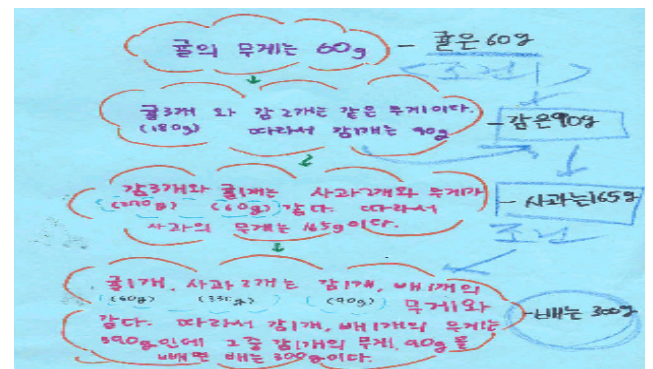 귤의 무게는 60g - 귤은 60g
<조건>
귤3개 와 감 2개는 같은 무게이다.
(180g) 따라서 감1개는 90g - 감은90g
감3개와 귤1개는 사과2개와 무게가
(270g) (60g) 같다. 따라서
사과의 무게는 165g이다. - 사과는165g
조건
귤1개, 사과 2개는 감1개, 배1개의
(60g) (330g) (90g) 무게와
같다. 따라서 감1개, 배1개의 무게는
390g인데 그중 감1개의 무게, 90g을
빼면 배는 300g이다. - 배는 300g